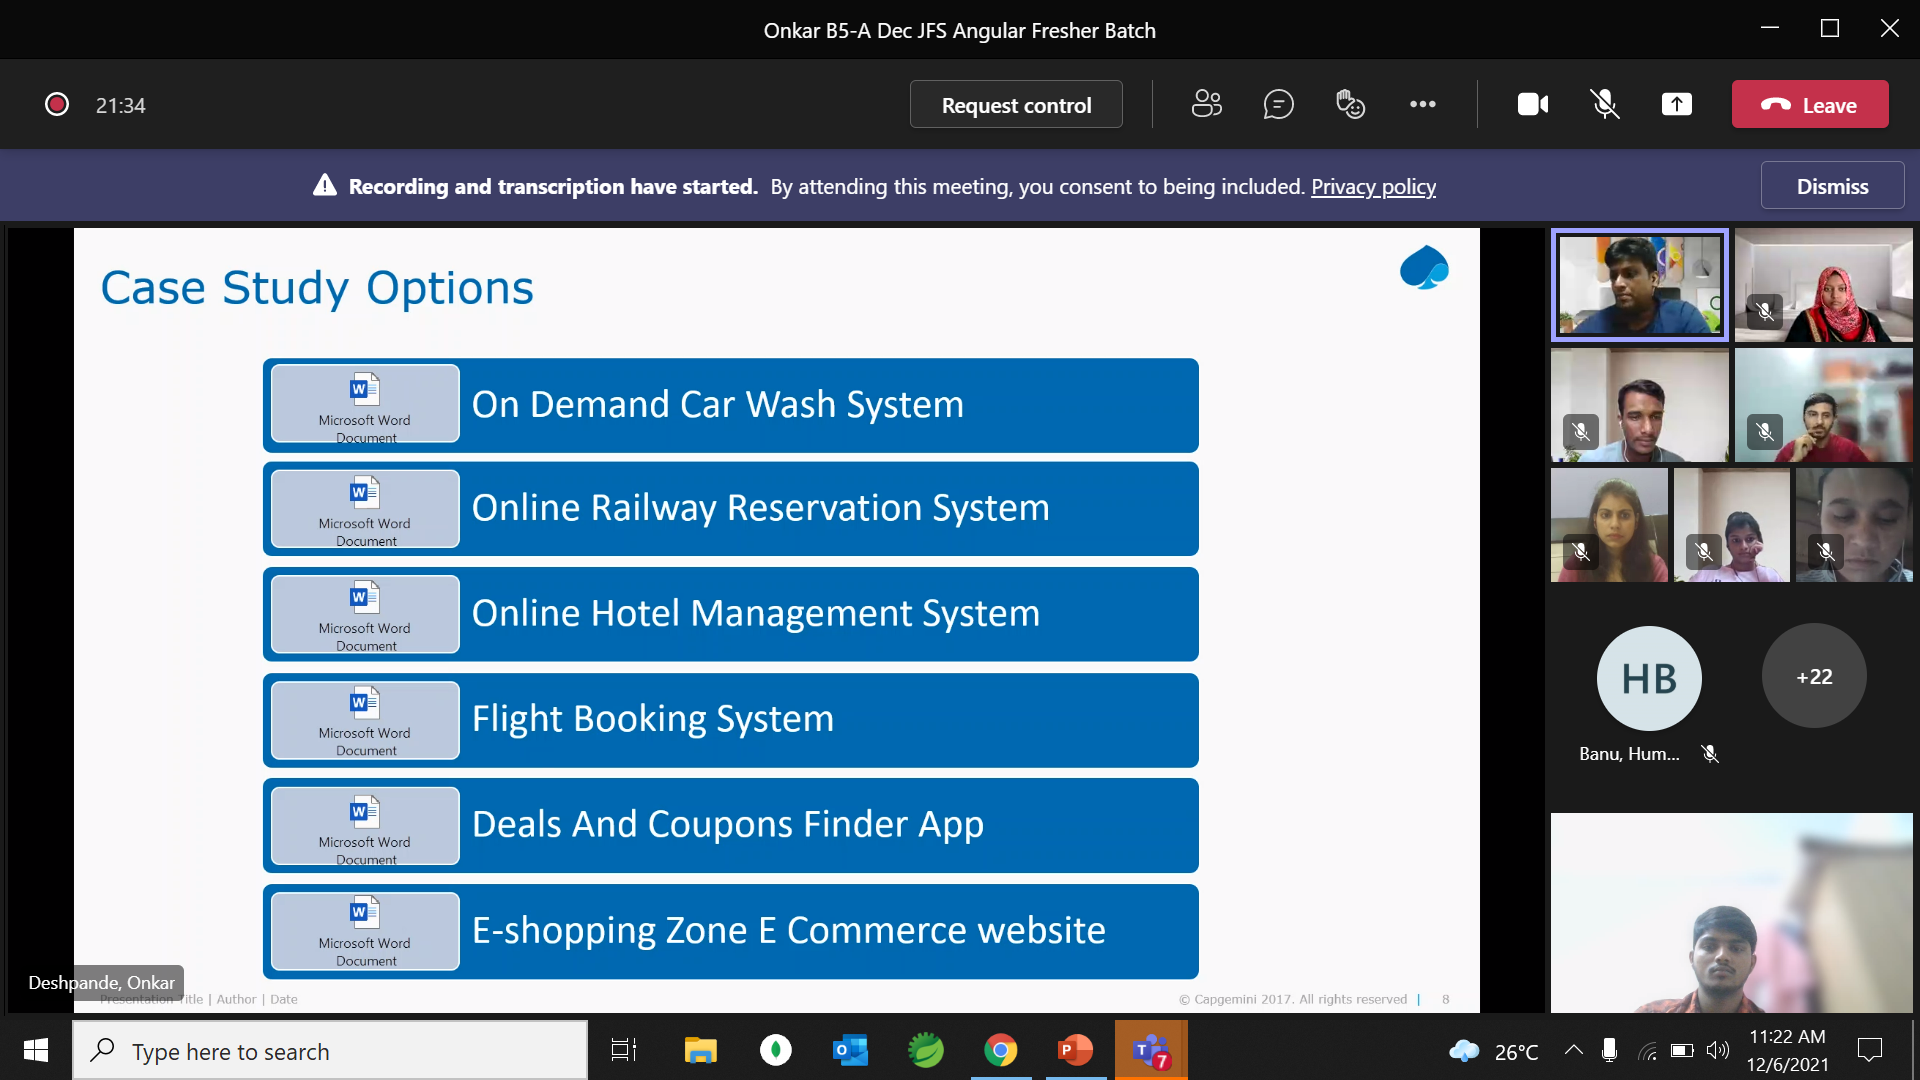 Onkar B5-A Dec JFS Angular Fresher Batch
21:34
Request control
Leave
Recording and transcription have started. By attending this meeting, you consent to being included. Privacy policy
Dismiss
Case Study Options
W
Microsoft Word
Document
On Demand Car Wash System
W
Microsoft Word
Document
Online Railway Reservation System
W
Microsoft Word
Document
Online Hotel Management System
W
Microsoft Word
Document
Flight Booking System
W
Microsoft Word
Document
Deals And Coupons Finder App
W
Microsoft Word
Document
E-shopping Zone E Commerce website
Deshpande, Onkar
Presentation Title | Author | Date
© Capgemini 2017. All rights reserved | 8
HB
+22
Banu, Hum...
Type here to search
O
P
T
7
26°C
11:22 AM
12/6/2021